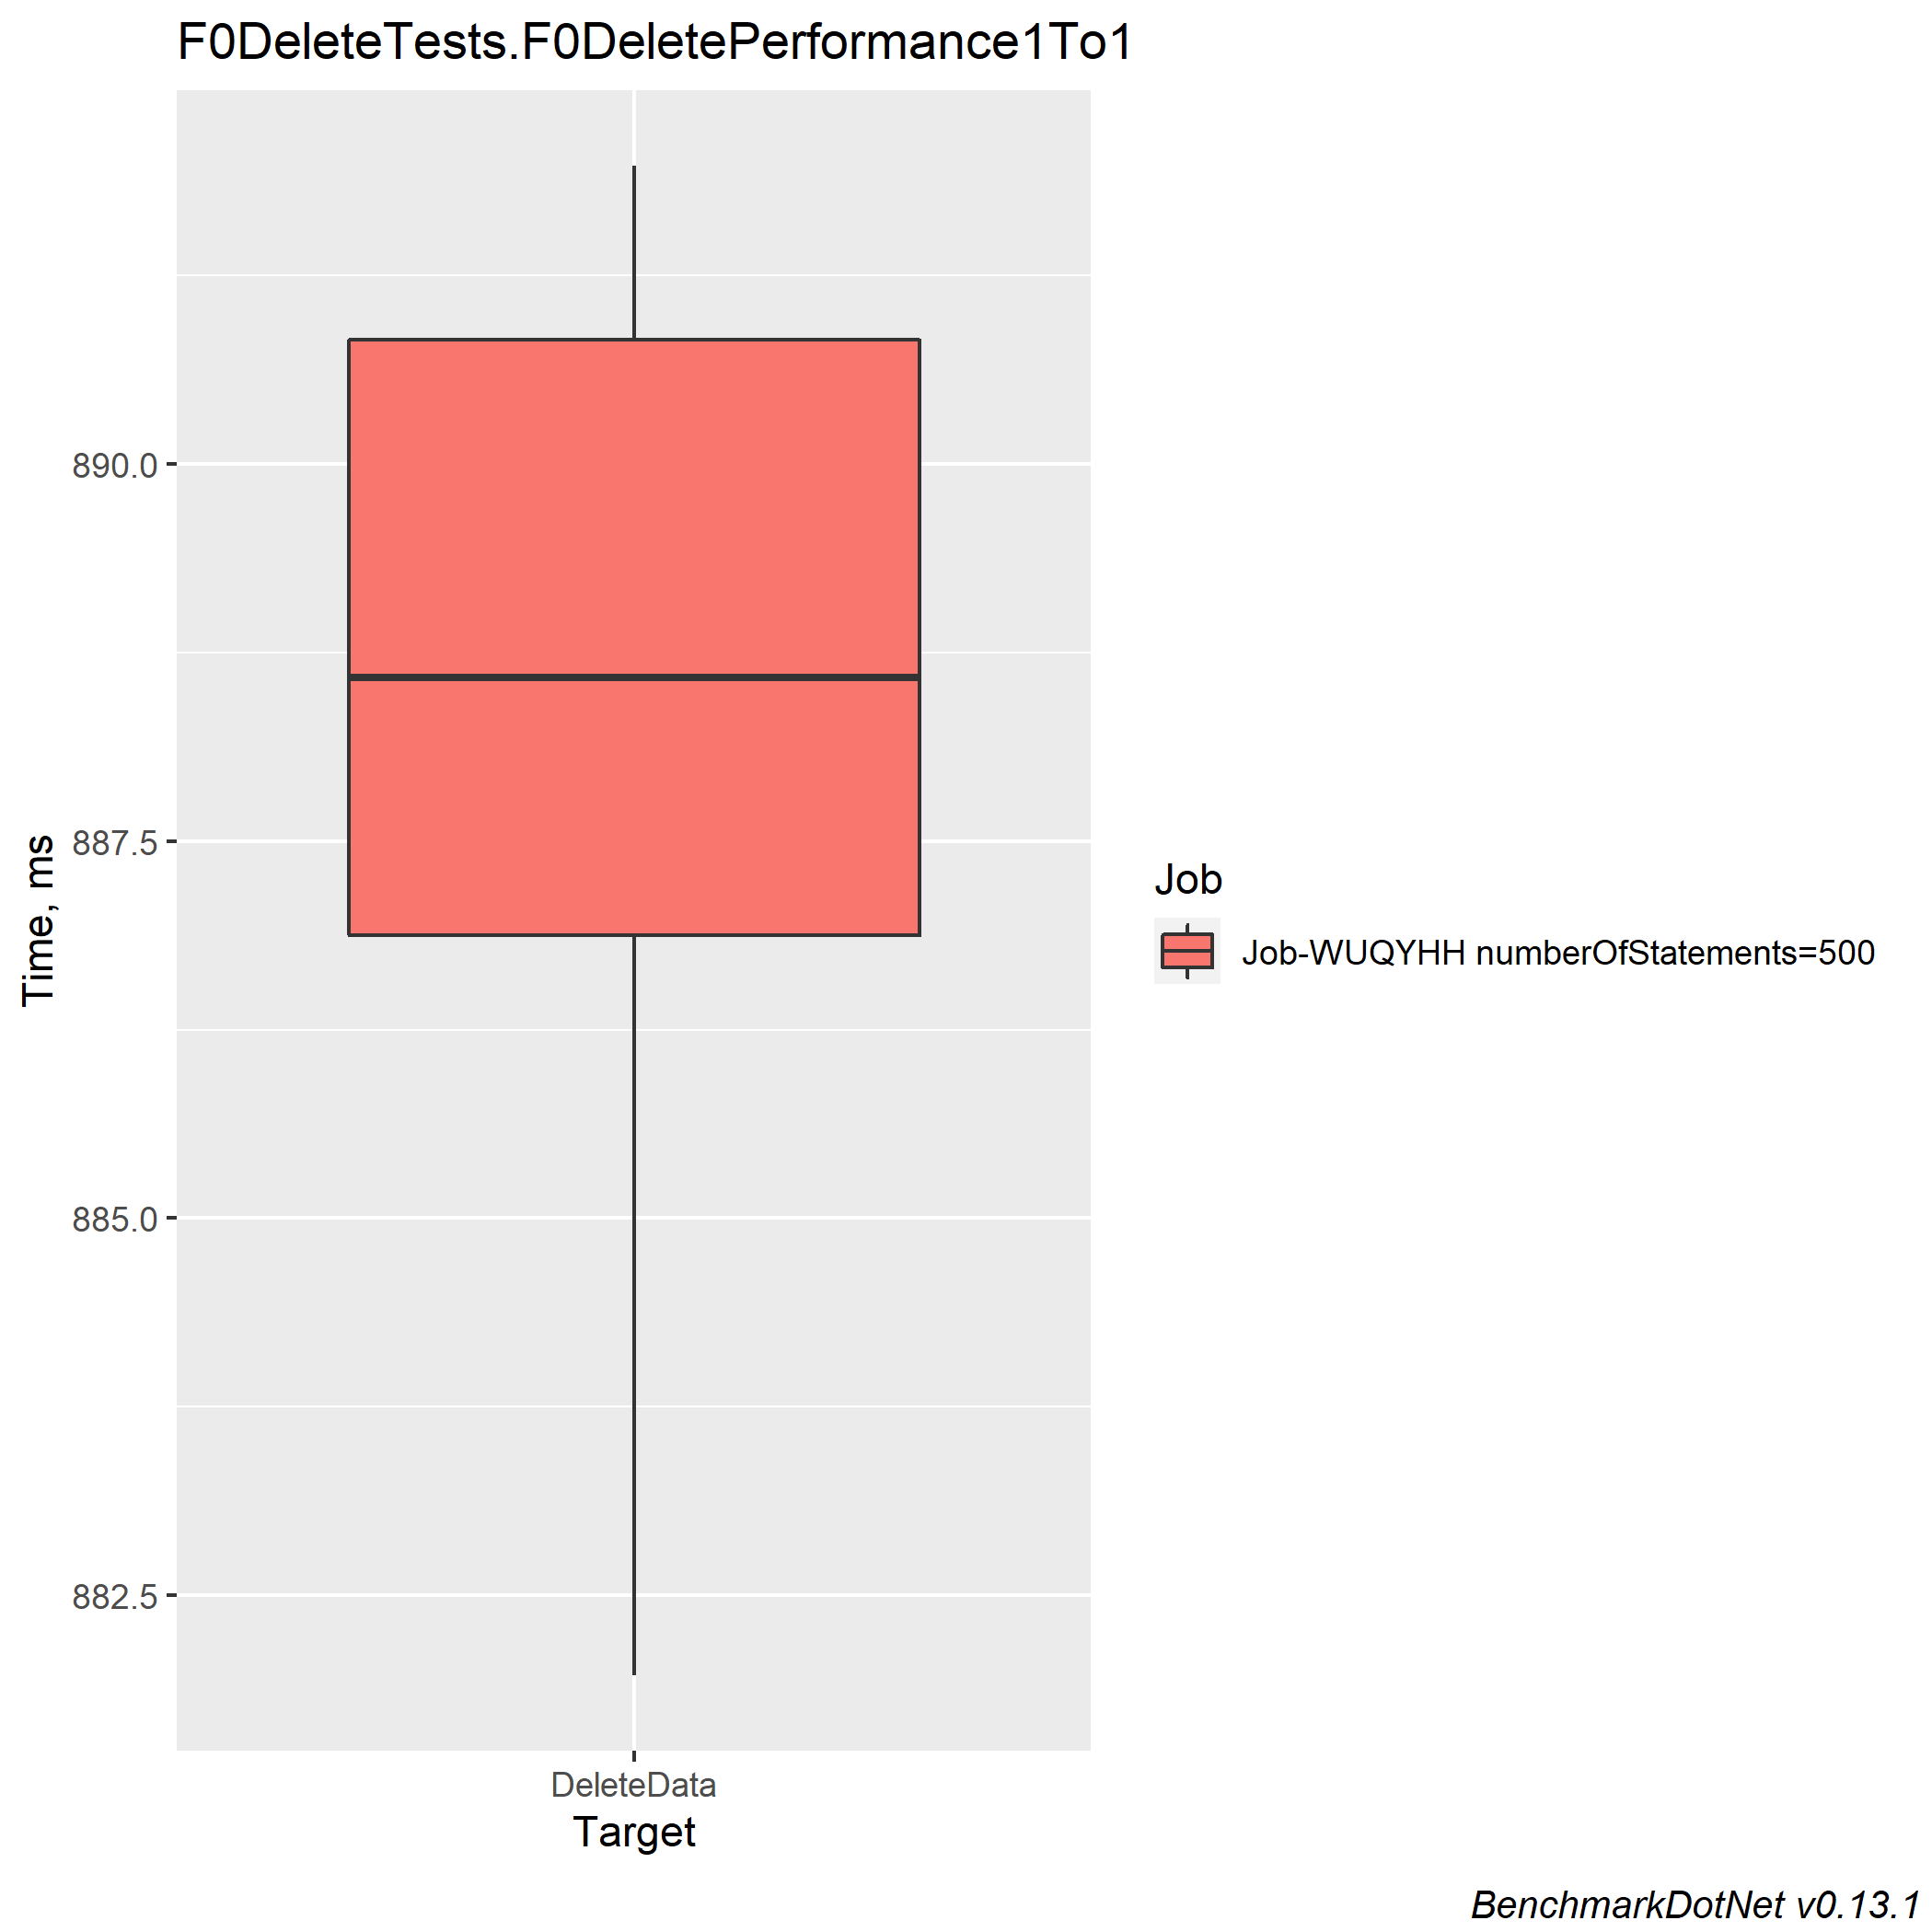 F0DeleteTests.F0DeletePerformance1To1
Time, ms
890.0
887.5
885.0
882.5
DeleteData
Target
Job
Job-WUQYHH numberOfStatements=500
BenchmarkDotNet v0.13.1